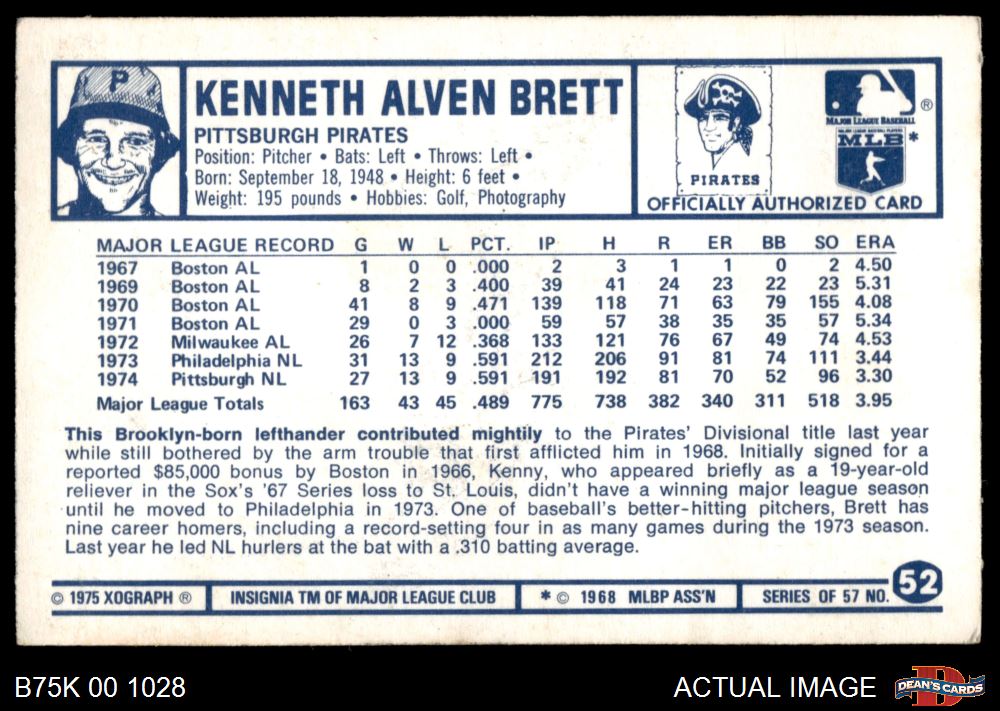 P
KENNETH ALVEN BRETT
PITTSBURGH PIRATES
Position: Pitcher • Bats: Left • Throws: Left •
Born: September 18, 1948 • Height: 6 feet •
Weight: 195 pounds • Hobbies: Golf, Photography
PIRATES
MAJOR LEAGUE BASEBALL ®
MAJOR LEAGUE BASEBALL PLAYERS
MLB *
OFFICIALLY AUTHORIZED CARD
MAJOR LEAGUE RECORD G W L PCT. IP H R ER BB SO ERA
1967 Boston AL 1 0 0 .000 2 3 1 1 0 2 4.50
1969 Boston AL 8 2 3 .400 39 41 24 23 22 23 5.31
1970 Boston AL 41 8 9 .471 139 118 71 63 79 155 4.08
1971 Boston AL 29 0 3 .000 59 57 38 35 35 57 5.34
1972 Milwaukee AL 26 7 12 .368 133 121 76 67 49 74 4.53
1973 Philadelphia NL 31 13 9 .591 212 206 91 81 74 111 3.44
1974 Pittsburgh NL 27 13 9 .591 191 192 81 70 52 96 3.30
Major League Totals 163 43 45 .489 775 738 382 340 311 518 3.95
This Brooklyn-born lefthander contributed mightily to the Pirates' Divisional title last year
while still bothered by the arm trouble that first afflicted him in 1968. Initially signed for a
reported $85,000 bonus by Boston in 1966, Kenny, who appeared briefly as a 19-year-old
reliever in the Sox's '67 Series loss to St. Louis, didn't have a winning major league season
until he moved to Philadelphia in 1973. One of baseball's better-hitting pitchers, Brett has
nine career homers, including a record-setting four in as many games during the 1973 season.
Last year he led NL hurlers at the bat with a .310 batting average.
© 1975 XOGRAPH ® INSIGNIA TM OF MAJOR LEAGUE CLUB * © 1968 MLBP ASS'N SERIES OF 57 NO. 52
B75K 00 1028 ACTUAL IMAGE DEAN'S CARDS